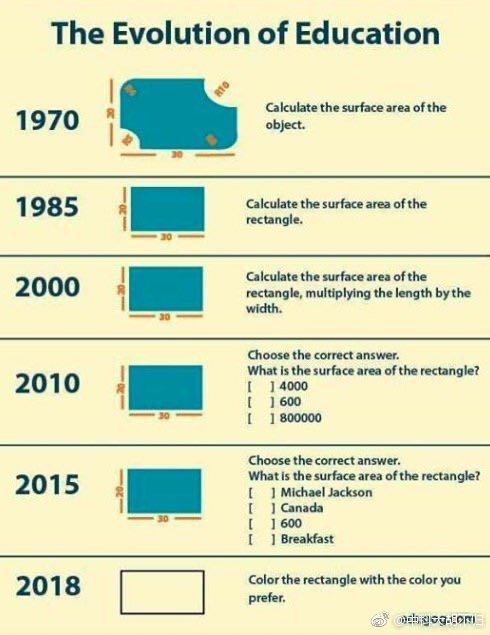 The Evolution of Education
1970
20
R10
30
Calculate the surface area of the
object.
1985
20
30
Calculate the surface area of the
rectangle.
2000
20
30
Calculate the surface area of the
rectangle, multiplying the length by the
width.
2010
20
30
Choose the correct answer.
What is the surface area of the rectangle?
[ ] 4000
[ ] 600
[ ] 800000
2015
20
30
Choose the correct answer.
What is the surface area of the rectangle?
[ ] Michael Jackson
[ ] Canada
[ ] 600
[ ] Breakfast
2018
Color the rectangle with the color you
prefer.